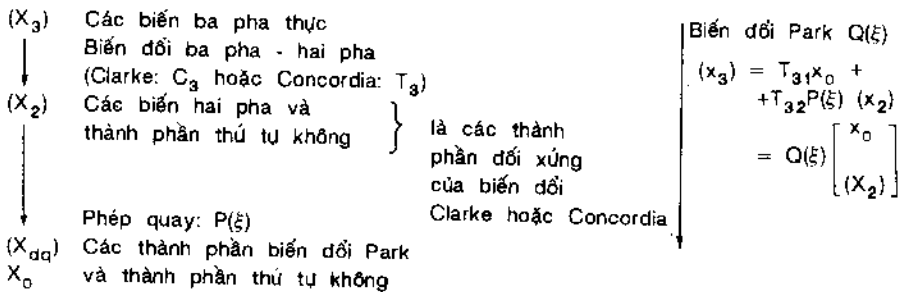 (X₃) Các biến ba pha thực
Biến đổi ba pha - hai pha
(Clarke: C₃ hoặc Concordia: T₃)
(X₂) Các biến hai pha và
thành phần thứ tự không
là các thành
phần đối xứng
của biến đổi
Clarke hoặc Concordia
Phép quay: P(ξ)
(X_dq) Các thành phần biến đổi Park
X₀ và thành phần thứ tự không
Biến đổi Park Q(ξ)
(x₃) = T₃₁x₀ +
+T₃₂P(ξ) (x₂)
= Q(ξ) [x₀
(X₂)]